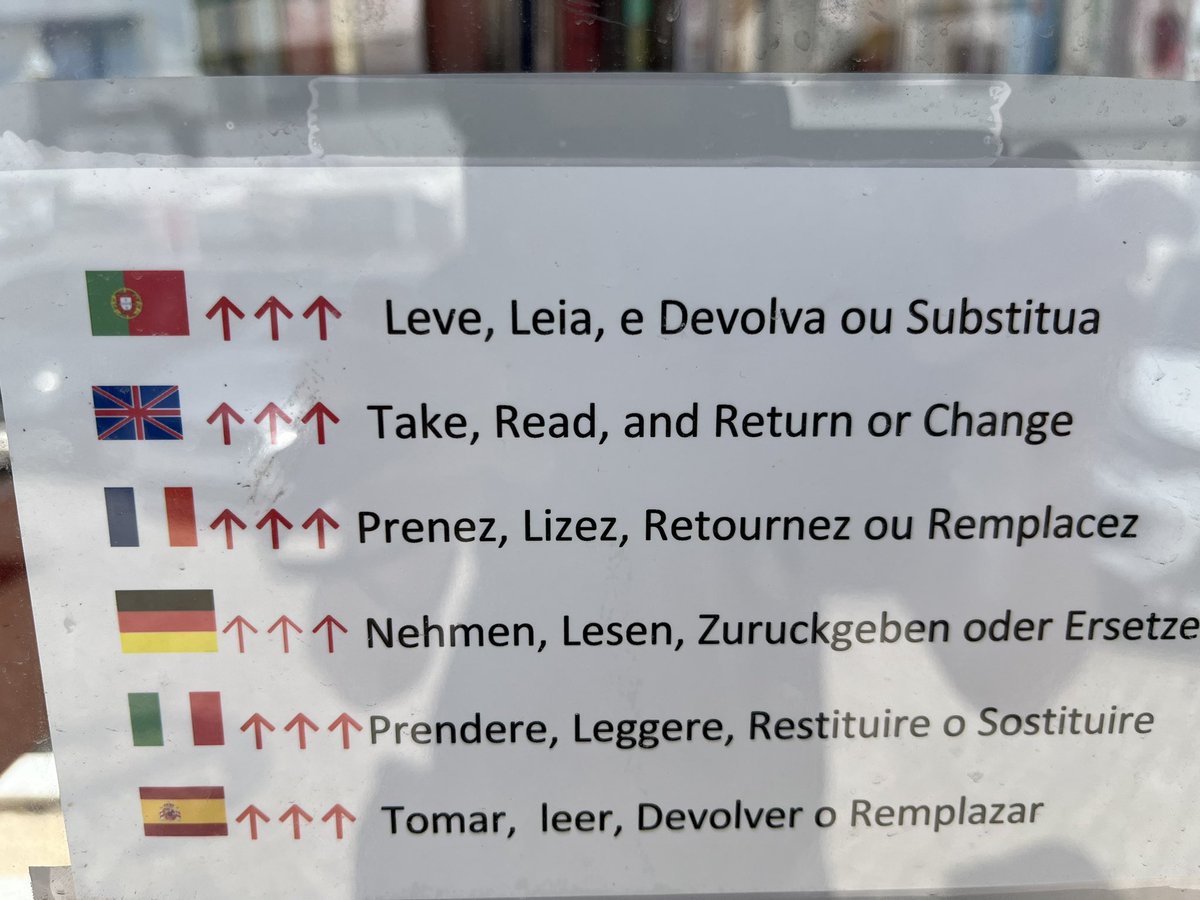 ↑↑↑ Leve, Leia, e Devolva ou Substitua
↑↑↑ Take, Read, and Return or Change
↑↑↑ Prenez, Lizez, Retournez ou Remplacez
↑↑↑ Nehmen, Lesen, Zuruckgeben oder Ersetze
↑↑↑ Prendere, Leggere, Restituire o Sostituire
↑↑↑ Tomar, leer, Devolver o Remplazar